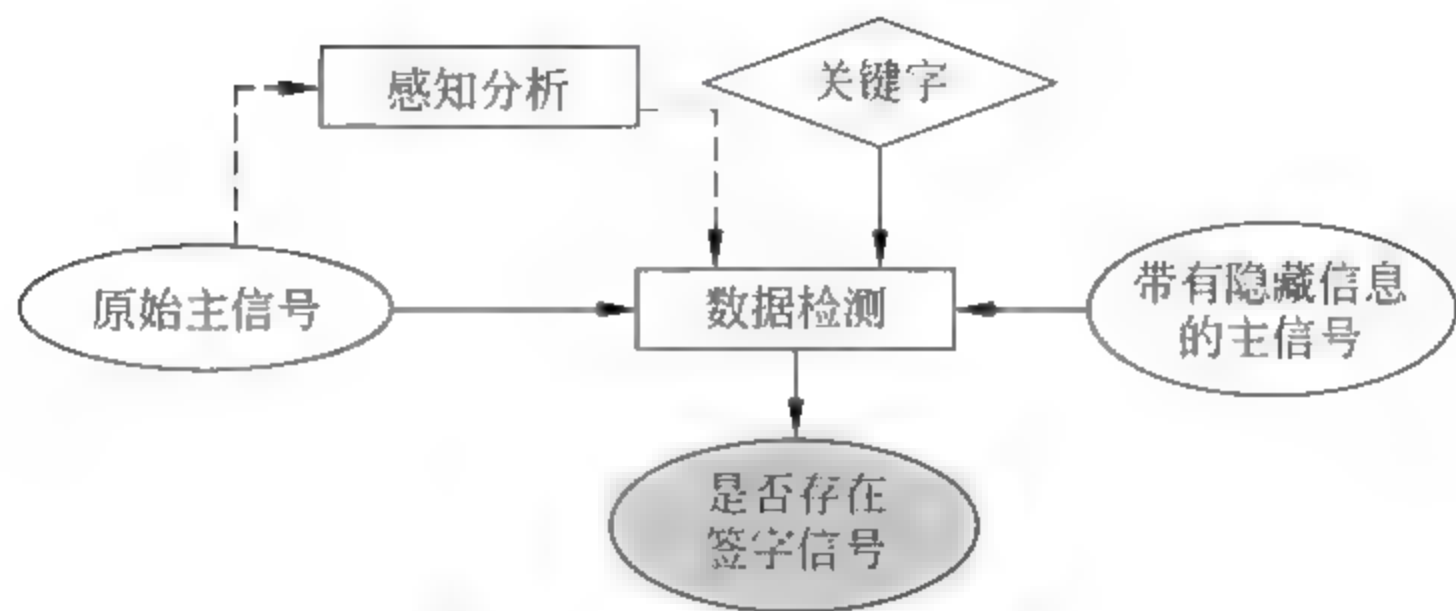 感知分析
关键字
原始主信号
数据检测
带有隐藏信息
的主信号
是否存在
签字信号